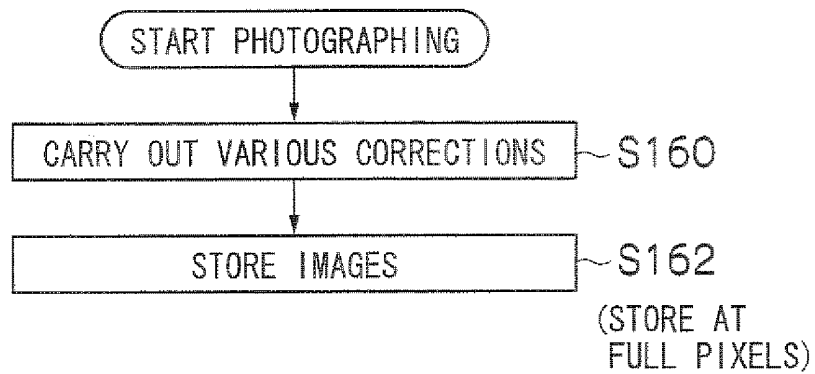 START PHOTOGRAPHING
CARRY OUT VARIOUS CORRECTIONS
S160
STORE IMAGES
S162
(STORE AT
FULL PIXELS)